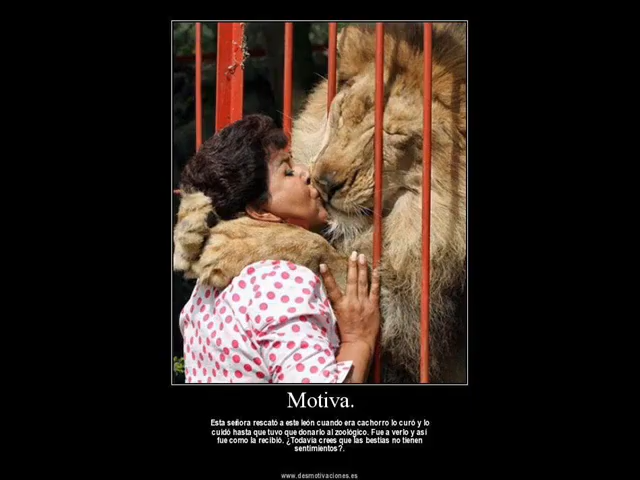 Motiva.
Esta señora rescató a este león cuando era cachorro lo curó y lo
cuidó hasta que tuvo que donarlo al zoológico. Fue a verlo y así
fue como la recibió. ¿Todavía crees que las bestias no tienen
sentimientos?.
www.desmotivaciones.es